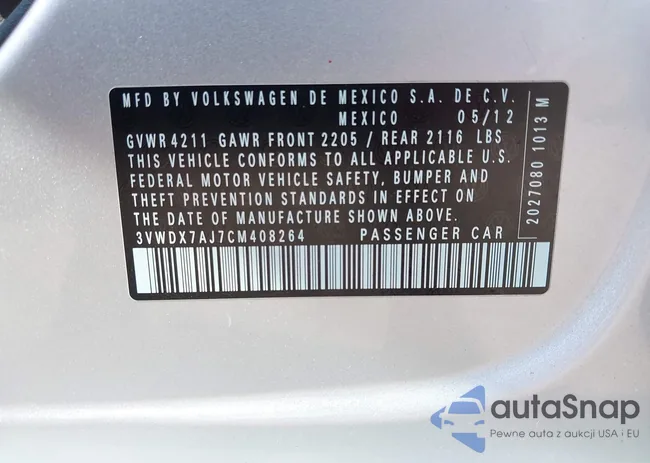 MFD BY VOLKSWAGEN DE MEXICO S.A. DE C.V.
MEXICO 05/12
GVWR 4211 GAWR FRONT 2205 / REAR 2116 LBS
THIS VEHICLE CONFORMS TO ALL APPLICABLE U.S.
FEDERAL MOTOR VEHICLE SAFETY, BUMPER AND
THEFT PREVENTION STANDARDS IN EFFECT ON
THE DATE OF MANUFACTURE SHOWN ABOVE.
3VWDX7AJ7CM408264 PASSENGER CAR
2027080 1013 M
autaSnap
Pewne auta z aukcji USA i EU